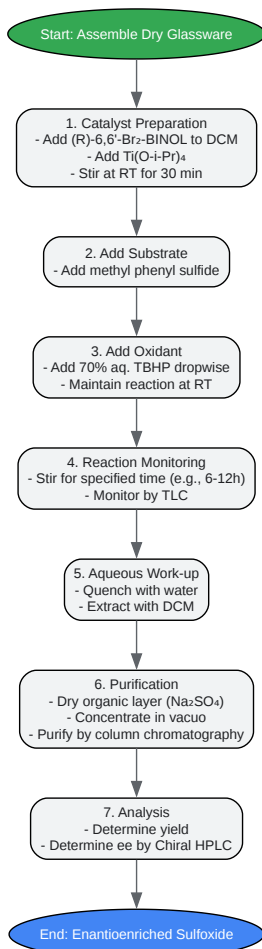 Start: Assemble Dry Glassware
1. Catalyst Preparation
- Add (R)-6,6'-Br₂-BINOL to DCM
- Add Ti(O-i-Pr)₄
- Stir at RT for 30 min
2. Add Substrate
- Add methyl phenyl sulfide
3. Add Oxidant
- Add 70% aq. TBHP dropwise
- Maintain reaction at RT
4. Reaction Monitoring
- Stir for specified time (e.g., 6-12h)
- Monitor by TLC
5. Aqueous Work-up
- Quench with water
- Extract with DCM
6. Purification
- Dry organic layer (Na₂SO₄)
- Concentrate in vacuo
- Purify by column chromatography
7. Analysis
- Determine yield
- Determine ee by Chiral HPLC
End: Enantioenriched Sulfoxide